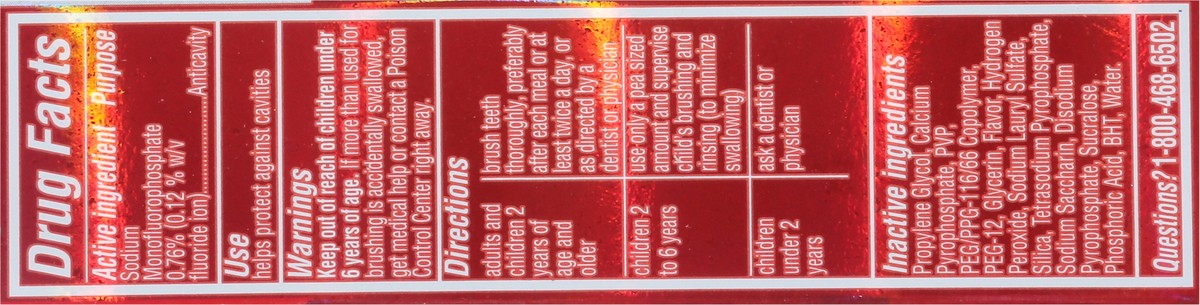 Drug Facts
Active ingredient Purpose
Sodium
Monofluorophosphate
0.76% (0.12 % w/v
fluoride ion)....................Anticavity
Use
helps protect against cavities
Warnings
Keep out of reach of children under
6 years of age. If more than used for
brushing is accidentally swallowed,
get medical help or contact a Poison
Control Center right away.
Directions
adults and
children 2
years of
age and
older
brush teeth
thoroughly, preferably
after each meal or at
least twice a day, or
as directed by a
dentist or physician
children 2
to 6 years
use only a pea sized
amount and supervise
child's brushing and
rinsing (to minimize
swallowing)
children
under 2
years
ask a dentist or
physician
Inactive ingredients
Propylene Glycol, Calcium
Pyrophosphate, PVP,
PEG/PPG-116/66 Copolymer,
PEG-12, Glycerin, Flavor, Hydrogen
Peroxide, Sodium Lauryl Sulfate,
Silica, Tetrasodium Pyrophosphate,
Sodium Saccharin, Disodium
Pyrophosphate, Sucralose,
Phosphoric Acid, BHT, Water.
Questions? 1-800-468-6502